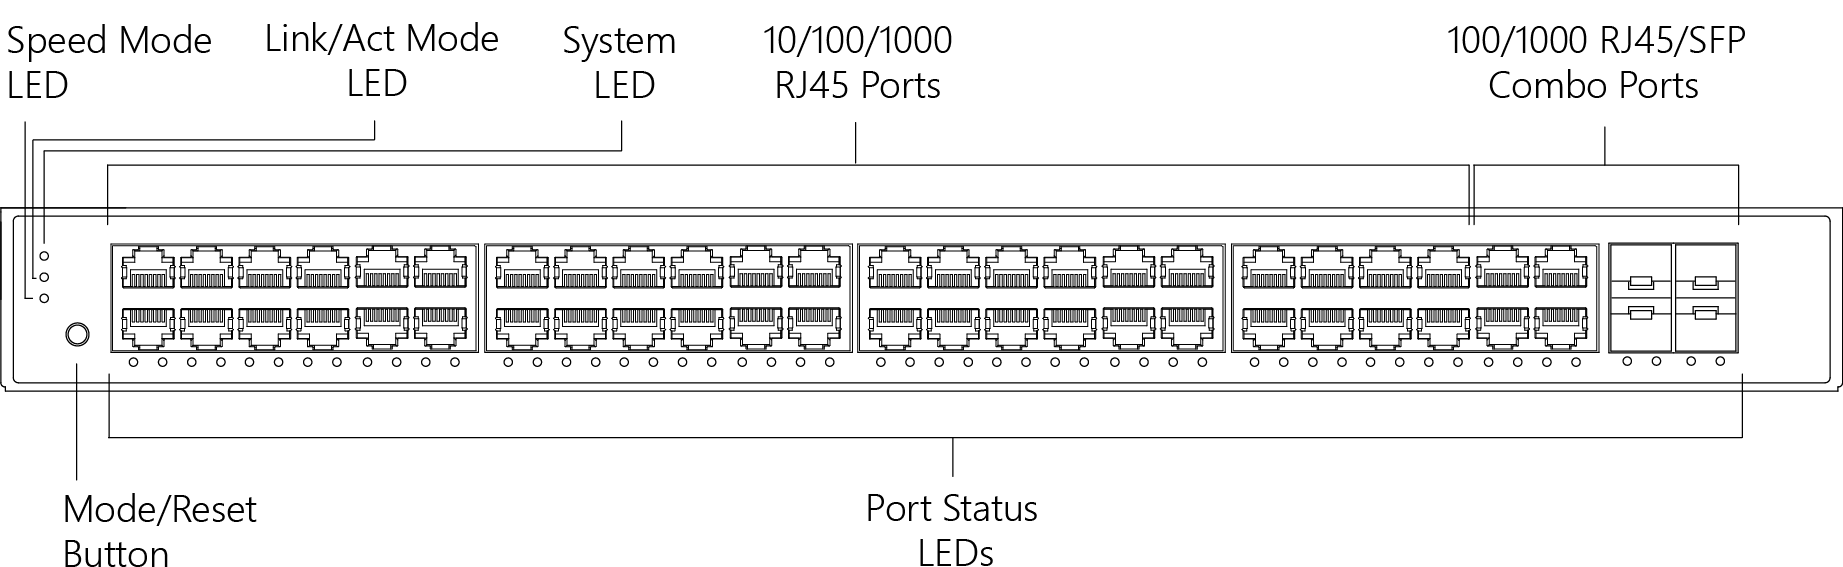 Speed Mode
LED
Link/Act Mode
LED
System
LED
10/100/1000
RJ45 Ports
100/1000 RJ45/SFP
Combo Ports
Mode/Reset
Button
Port Status
LEDs